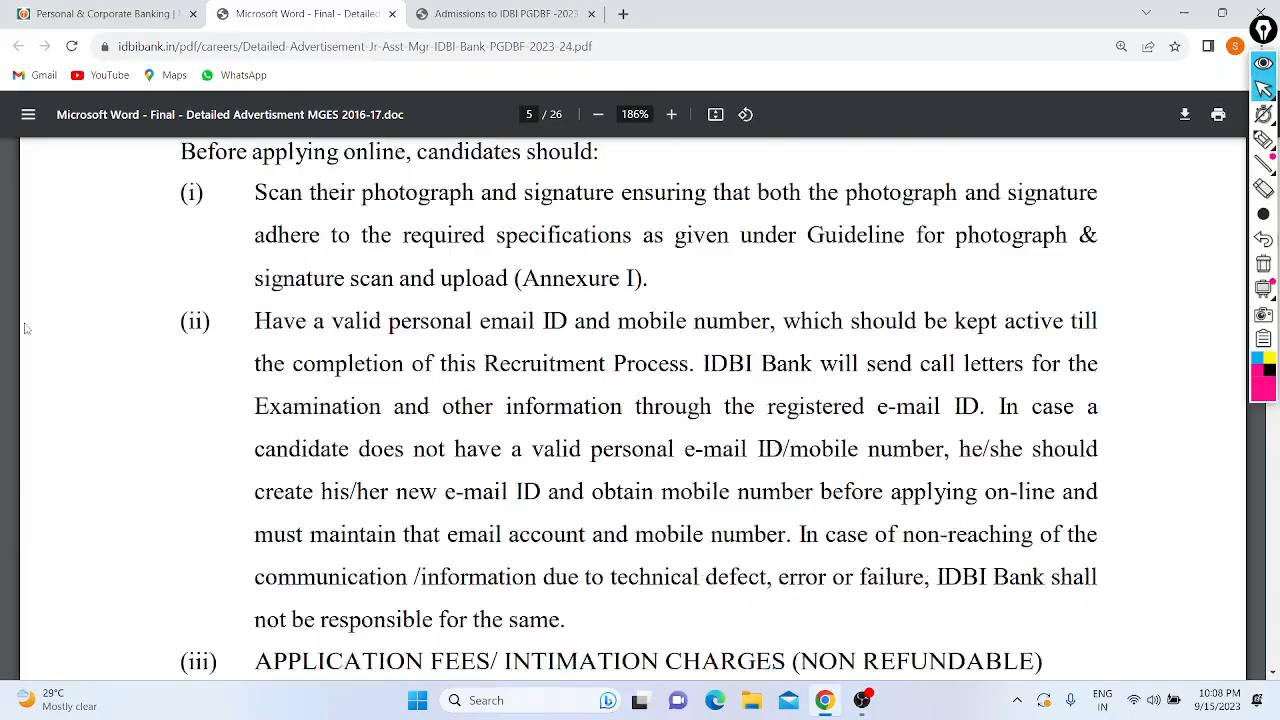 Personal & Corporate Banking |
Microsoft Word - Final - Detailed
Admissions to IDBI PGDBF -2023
idbibank.in/pdf/careers/Detailed-Advertisement-Jr-Asst-Mgr-IDBI-Bank-PGDBF-2023-24.pdf
S
Gmail
YouTube
Maps
WhatsApp
Microsoft Word - Final - Detailed Advertisment MGES 2016-17.doc
5 / 26
186%
Before applying online, candidates should:
(i) Scan their photograph and signature ensuring that both the photograph and signature
adhere to the required specifications as given under Guideline for photograph &
signature scan and upload (Annexure I).
(ii) Have a valid personal email ID and mobile number, which should be kept active till
the completion of this Recruitment Process. IDBI Bank will send call letters for the
Examination and other information through the registered e-mail ID. In case a
candidate does not have a valid personal e-mail ID/mobile number, he/she should
create his/her new e-mail ID and obtain mobile number before applying on-line and
must maintain that email account and mobile number. In case of non-reaching of the
communication /information due to technical defect, error or failure, IDBI Bank shall
not be responsible for the same.
(iii) APPLICATION FEES/ INTIMATION CHARGES (NON REFUNDABLE)
29°C
Mostly clear
Search
ENG
IN
10:08 PM
9/15/2023